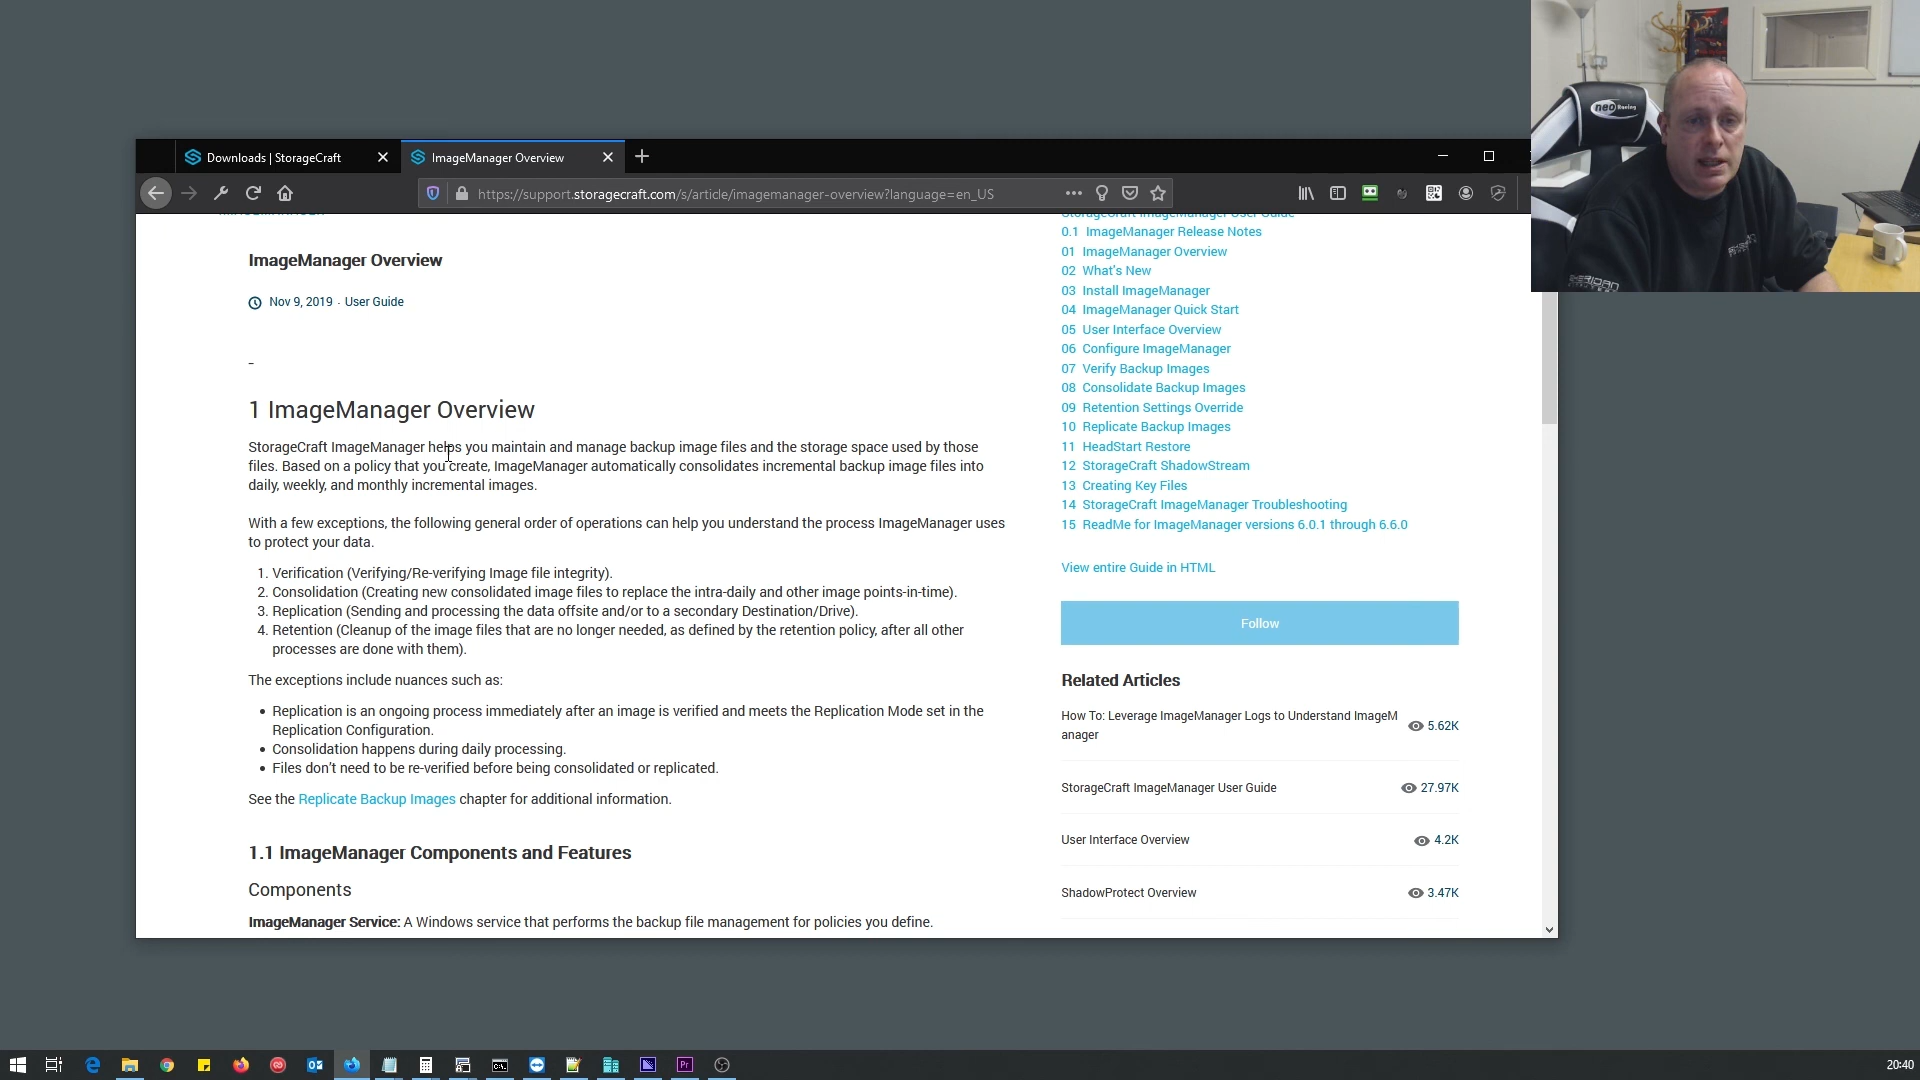 Downloads | StorageCraft
ImageManager Overview
https://support.storagecraft.com/s/article/imagemanager-overview?language=en_US
neo Racing
ImageManager Overview
Nov 9, 2019 · User Guide
-
1 ImageManager Overview
StorageCraft ImageManager helps you maintain and manage backup image files and the storage space used by those
files. Based on a policy that you create, ImageManager automatically consolidates incremental backup image files into
daily, weekly, and monthly incremental images.
With a few exceptions, the following general order of operations can help you understand the process ImageManager uses
to protect your data.
1. Verification (Verifying/Re-verifying Image file integrity).
2. Consolidation (Creating new consolidated image files to replace the intra-daily and other image points-in-time).
3. Replication (Sending and processing the data offsite and/or to a secondary Destination/Drive).
4. Retention (Cleanup of the image files that are no longer needed, as defined by the retention policy, after all other
processes are done with them).
The exceptions include nuances such as:
• Replication is an ongoing process immediately after an image is verified and meets the Replication Mode set in the
Replication Configuration.
• Consolidation happens during daily processing.
• Files don't need to be re-verified before being consolidated or replicated.
See the Replicate Backup Images chapter for additional information.
1.1 ImageManager Components and Features
Components
ImageManager Service: A Windows service that performs the backup file management for policies you define.
StorageCraft ImageManager User Guide
0.1 ImageManager Release Notes
01 ImageManager Overview
02 What's New
03 Install ImageManager
04 ImageManager Quick Start
05 User Interface Overview
06 Configure ImageManager
07 Verify Backup Images
08 Consolidate Backup Images
09 Retention Settings Override
10 Replicate Backup Images
11 HeadStart Restore
12 StorageCraft ShadowStream
13 Creating Key Files
14 StorageCraft ImageManager Troubleshooting
15 ReadMe for ImageManager versions 6.0.1 through 6.6.0
View entire Guide in HTML
Follow
Related Articles
How To: Leverage ImageManager Logs to Understand ImageM
anager
5.62K
StorageCraft ImageManager User Guide 27.97K
User Interface Overview 4.2K
ShadowProtect Overview 3.47K
Pr
20:40